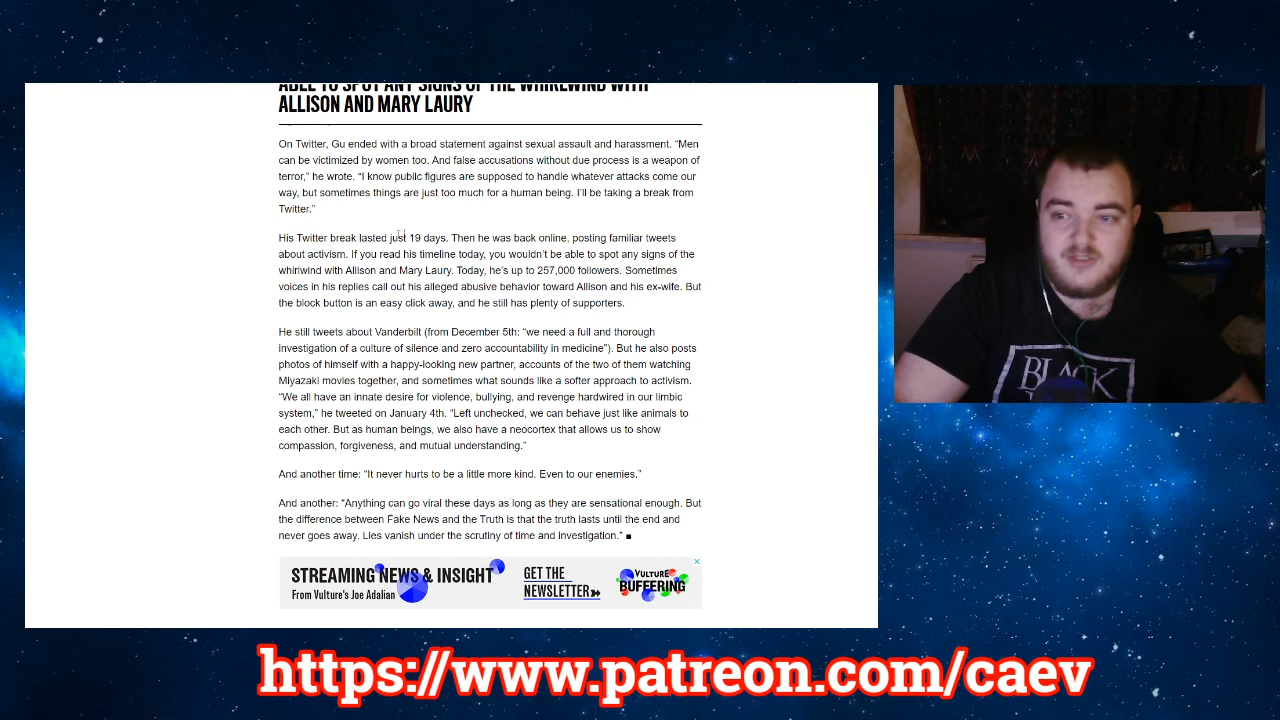 ABLE TO SPOT ANY SIGNS OF THE WHIRLWIND WITH
ALLISON AND MARY LAURY
On Twitter, Gu ended with a broad statement against sexual assault and harassment. “Men
can be victimized by women too. And false accusations without due process is a weapon of
terror,” he wrote. “I know public figures are supposed to handle whatever attacks come our
way, but sometimes things are just too much for a human being. I’ll be taking a break from
Twitter.”
His Twitter break lasted just 19 days. Then he was back online, posting familiar tweets
about activism. If you read his timeline today, you wouldn’t be able to spot any signs of the
whirlwind with Allison and Mary Laury. Today, he’s up to 257,000 followers. Sometimes
voices in his replies call out his alleged abusive behavior toward Allison and his ex-wife. But
the block button is an easy click away, and he still has plenty of supporters.
He still tweets about Vanderbilt (from December 5th: “we need a full and thorough
investigation of a culture of silence and zero accountability in medicine”). But he also posts
photos of himself with a happy-looking new partner, accounts of the two of them watching
Miyazaki movies together, and sometimes what sounds like a softer approach to activism.
“We all have an innate desire for violence, bullying, and revenge hardwired in our limbic
system,” he tweeted on January 4th. “Left unchecked, we can behave just like animals to
each other. But as human beings, we also have a neocortex that allows us to show
compassion, forgiveness, and mutual understanding.”
And another time: “It never hurts to be a little more kind. Even to our enemies.”
And another: “Anything can go viral these days as long as they are sensational enough. But
the difference between Fake News and the Truth is that the truth lasts until the end and
never goes away. Lies vanish under the scrutiny of time and investigation.” ■
STREAMING NEWS & INSIGHT
From Vulture's Joe Adalian
GET THE
NEWSLETTER
VULTURE
BUFFERING
BLACK
https://www.patreon.com/caev